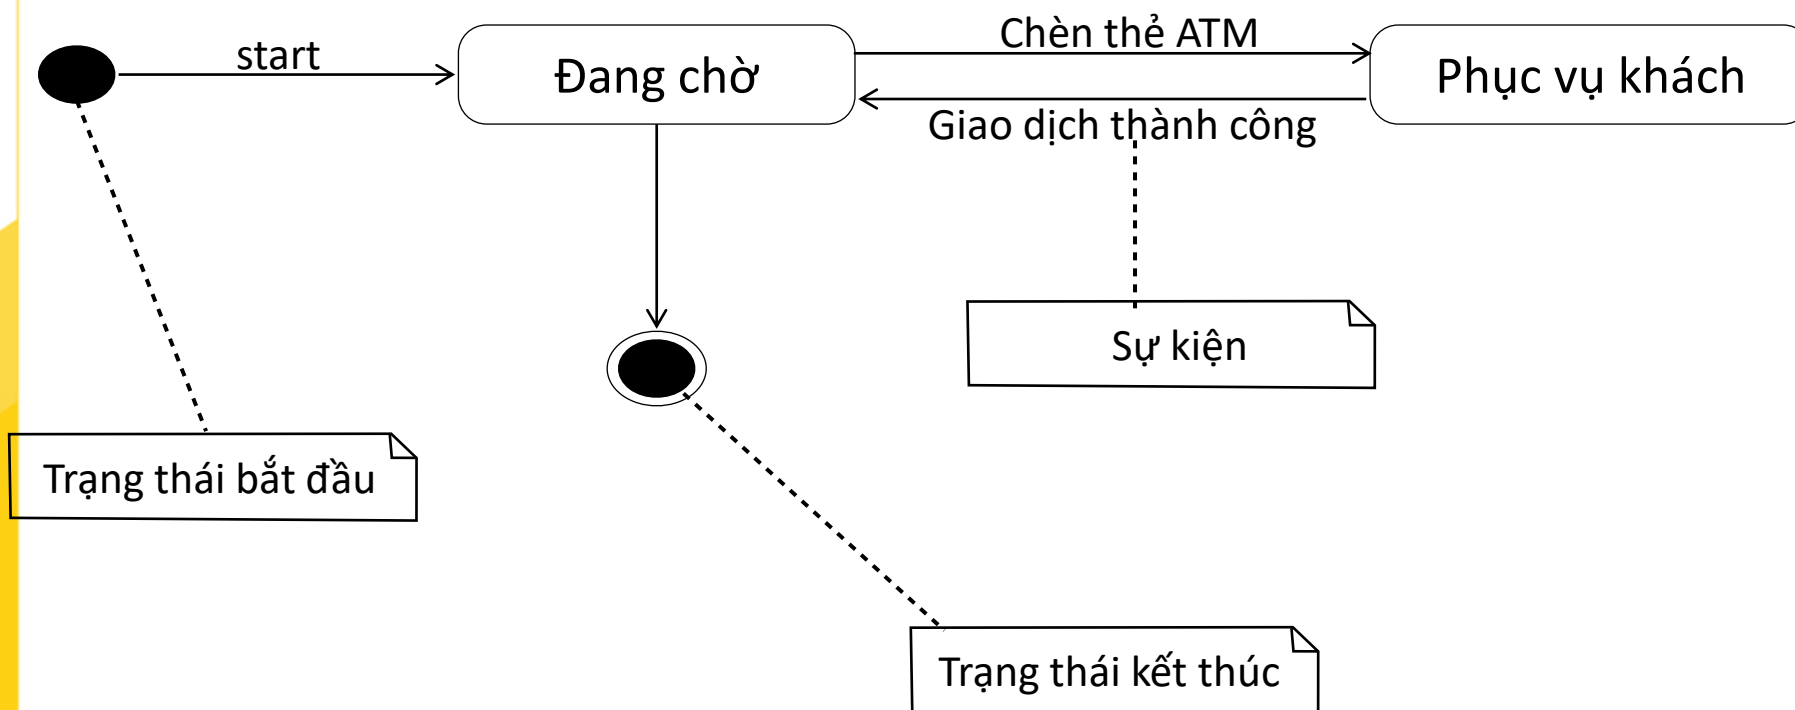 start
Đang chờ
Chèn thẻ ATM
Phục vụ khách
Giao dịch thành công
Sự kiện
Trạng thái bắt đầu
Trạng thái kết thúc